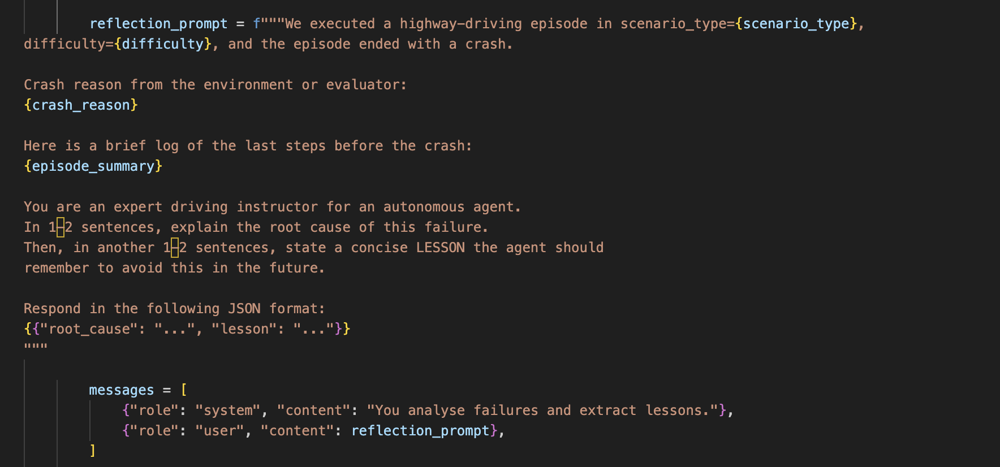 reflection_prompt = f"""We executed a highway-driving episode in scenario_type={scenario_type},
difficulty={difficulty}, and the episode ended with a crash.
Crash reason from the environment or evaluator:
{crash_reason}
Here is a brief log of the last steps before the crash:
{episode_summary}
You are an expert driving instructor for an autonomous agent.
In 1–2 sentences, explain the root cause of this failure.
Then, in another 1–2 sentences, state a concise LESSON the agent should
remember to avoid this in the future.
Respond in the following JSON format:
{{"root_cause": "...", "lesson": "..."}}
"""
messages = [
{"role": "system", "content": "You analyse failures and extract lessons."},
{"role": "user", "content": reflection_prompt},
]